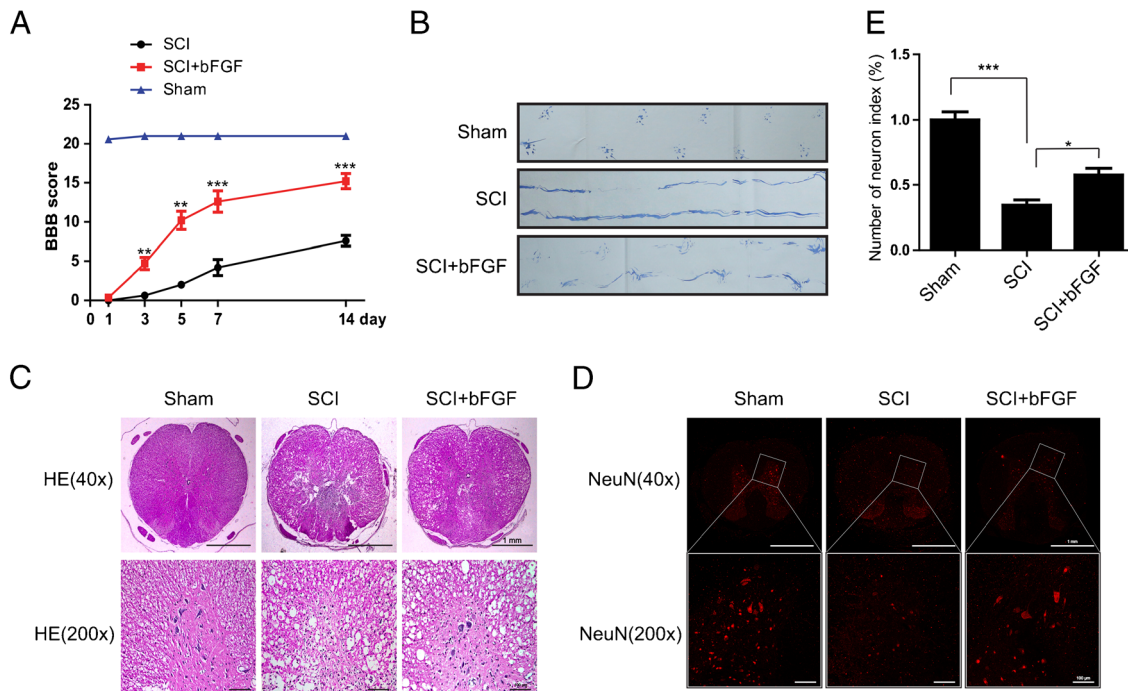 A
SCI
SCI+bFGF
Sham
BBB score
25
20
15
10
5
0
**
**
***
***
0 1 3 5 7 14 day
B
Sham
SCI
SCI+bFGF
E
Number of neuron index (%)
1.5
1.0
0.5
0.0
***
*
Sham
SCI
SCI+bFGF
C
Sham SCI SCI+bFGF
HE(40x)
1 mm
HE(200x)
D
Sham SCI SCI+bFGF
NeuN(40x)
1 mm
NeuN(200x)
100 μm